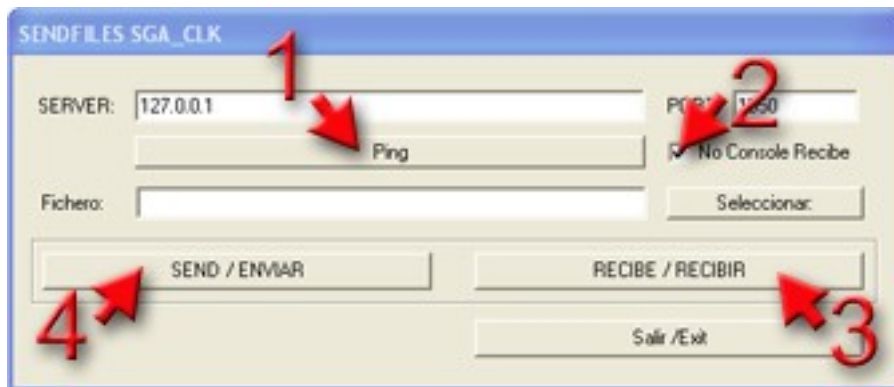 SENDFILES SGA_CLK
1
2
SERVER: 127.0.0.1
Ping No Console Recibe
Fichero: Seleccionar.
SEND / ENVIAR RECIBE / RECIBIR
4
3
Salir /Exit